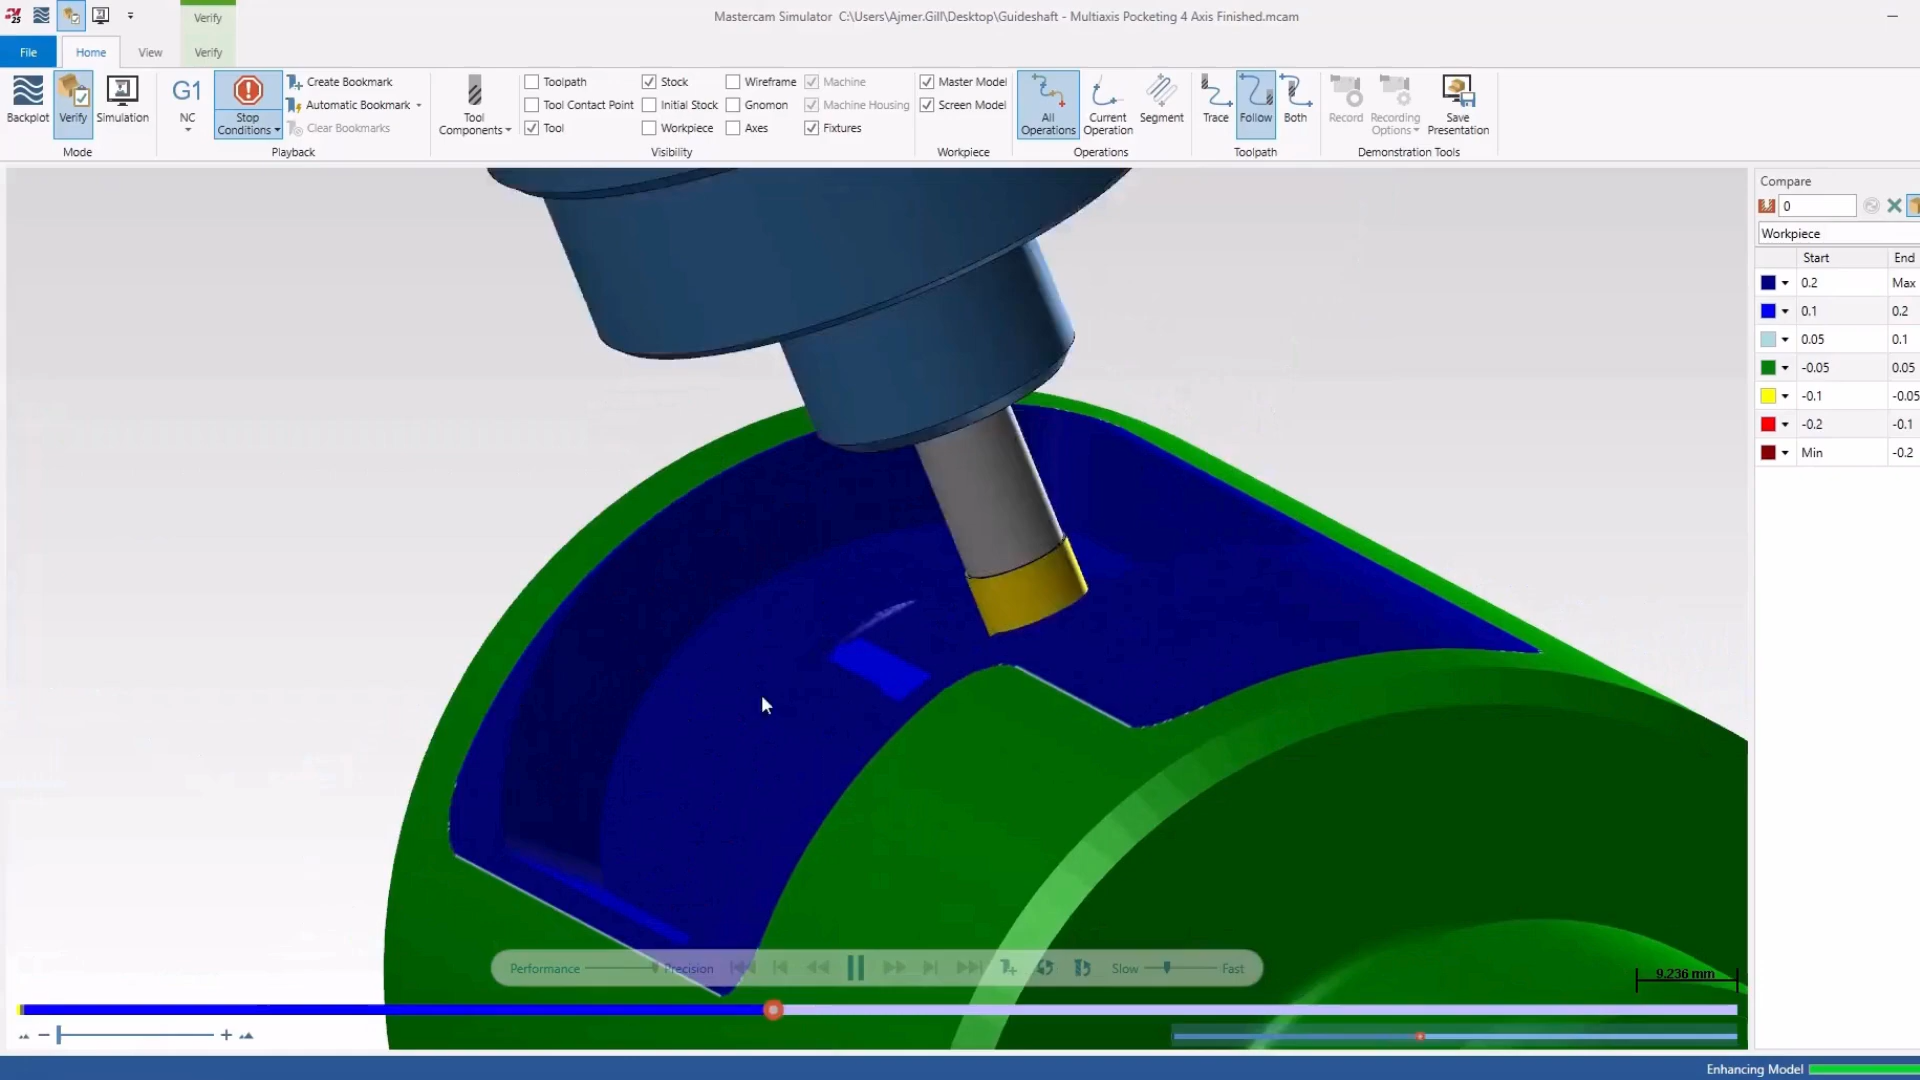 25
Verify
Mastercam Simulator C:\Users\Ajmer.Gill\Desktop\Guideshaft - Multiaxis Pocketing 4 Axis Finished.mcam
File
Home
View
Verify
Backplot
Verify
Simulation
Mode
G1
NC
Stop Conditions
Create Bookmark
Automatic Bookmark
Clear Bookmarks
Playback
Tool Components
Toolpath
Tool Contact Point
Tool
Stock
Initial Stock
Workpiece
Wireframe
Gnomon
Axes
Machine
Machine Housing
Fixtures
Visibility
Master Model
Screen Model
Workpiece
All Operations
Current Operation
Segment
Operations
Trace
Follow
Both
Toolpath
Record
Recording Options
Save Presentation
Demonstration Tools
Compare
0
Workpiece
Start End
0.2 Max
0.1 0.2
0.05 0.1
-0.05 0.05
-0.1 -0.05
-0.2 -0.1
Min -0.2
Performance
Precision
Slow
Fast
9.236 mm
Enhancing Model